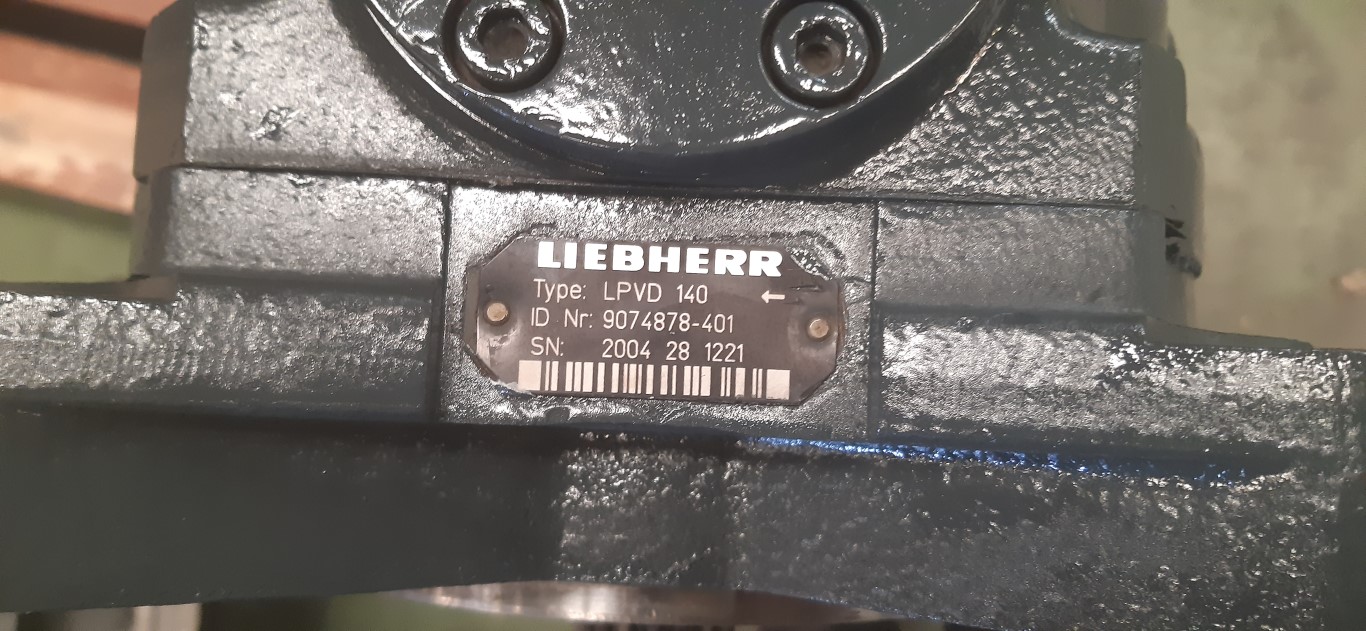 LIEBHERR
Type: LPVD 140 ←
ID Nr: 9074878-401
SN: 2004 28 1221